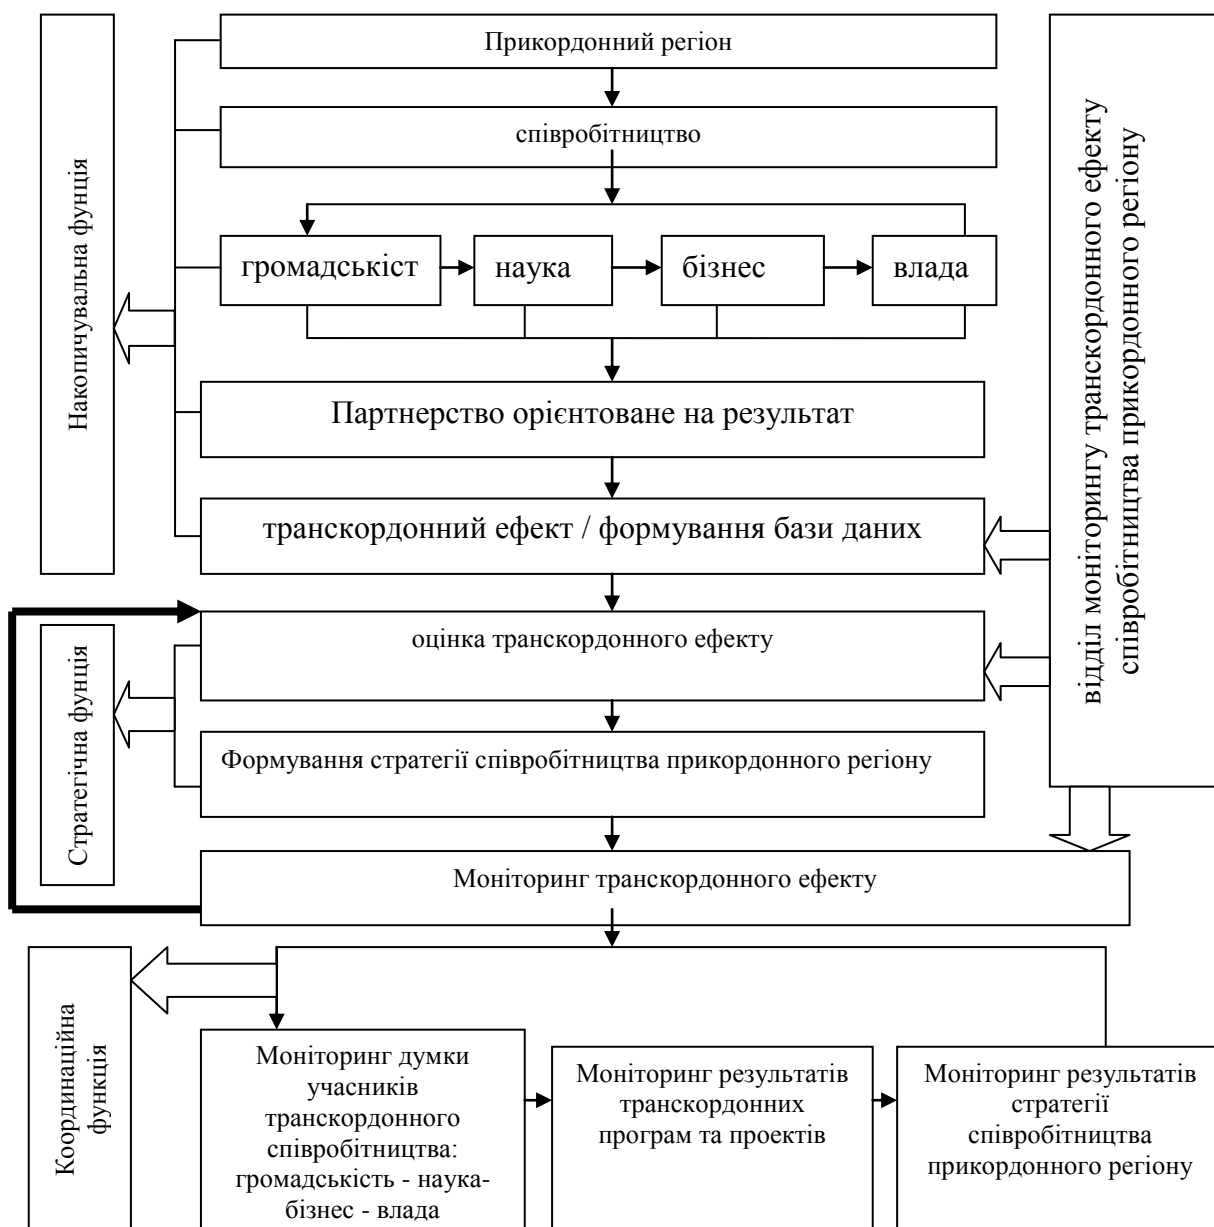 Прикордонний регіон
співробітництво
громадськіст
наука
бізнес
влада
Партнерство орієнтоване на результат
транскордонний ефект / формування бази даних
Накопичувальна фунція
відділ моніторингу транскордонного ефекту
співробітництва прикордонного регіону
оцінка транскордонного ефекту
Формування стратегії співробітництва прикордонного регіону
Стратегічна фунція
Моніторинг транскордонного ефекту
Координаційна
функція
Моніторинг думки
учасників
транскордонного
співробітництва:
громадськість - наука-
бізнес - влада
Моніторинг результатів
транскордонних
програм та проектів
Моніторинг результатів
стратегії
співробітництва
прикордонного регіону